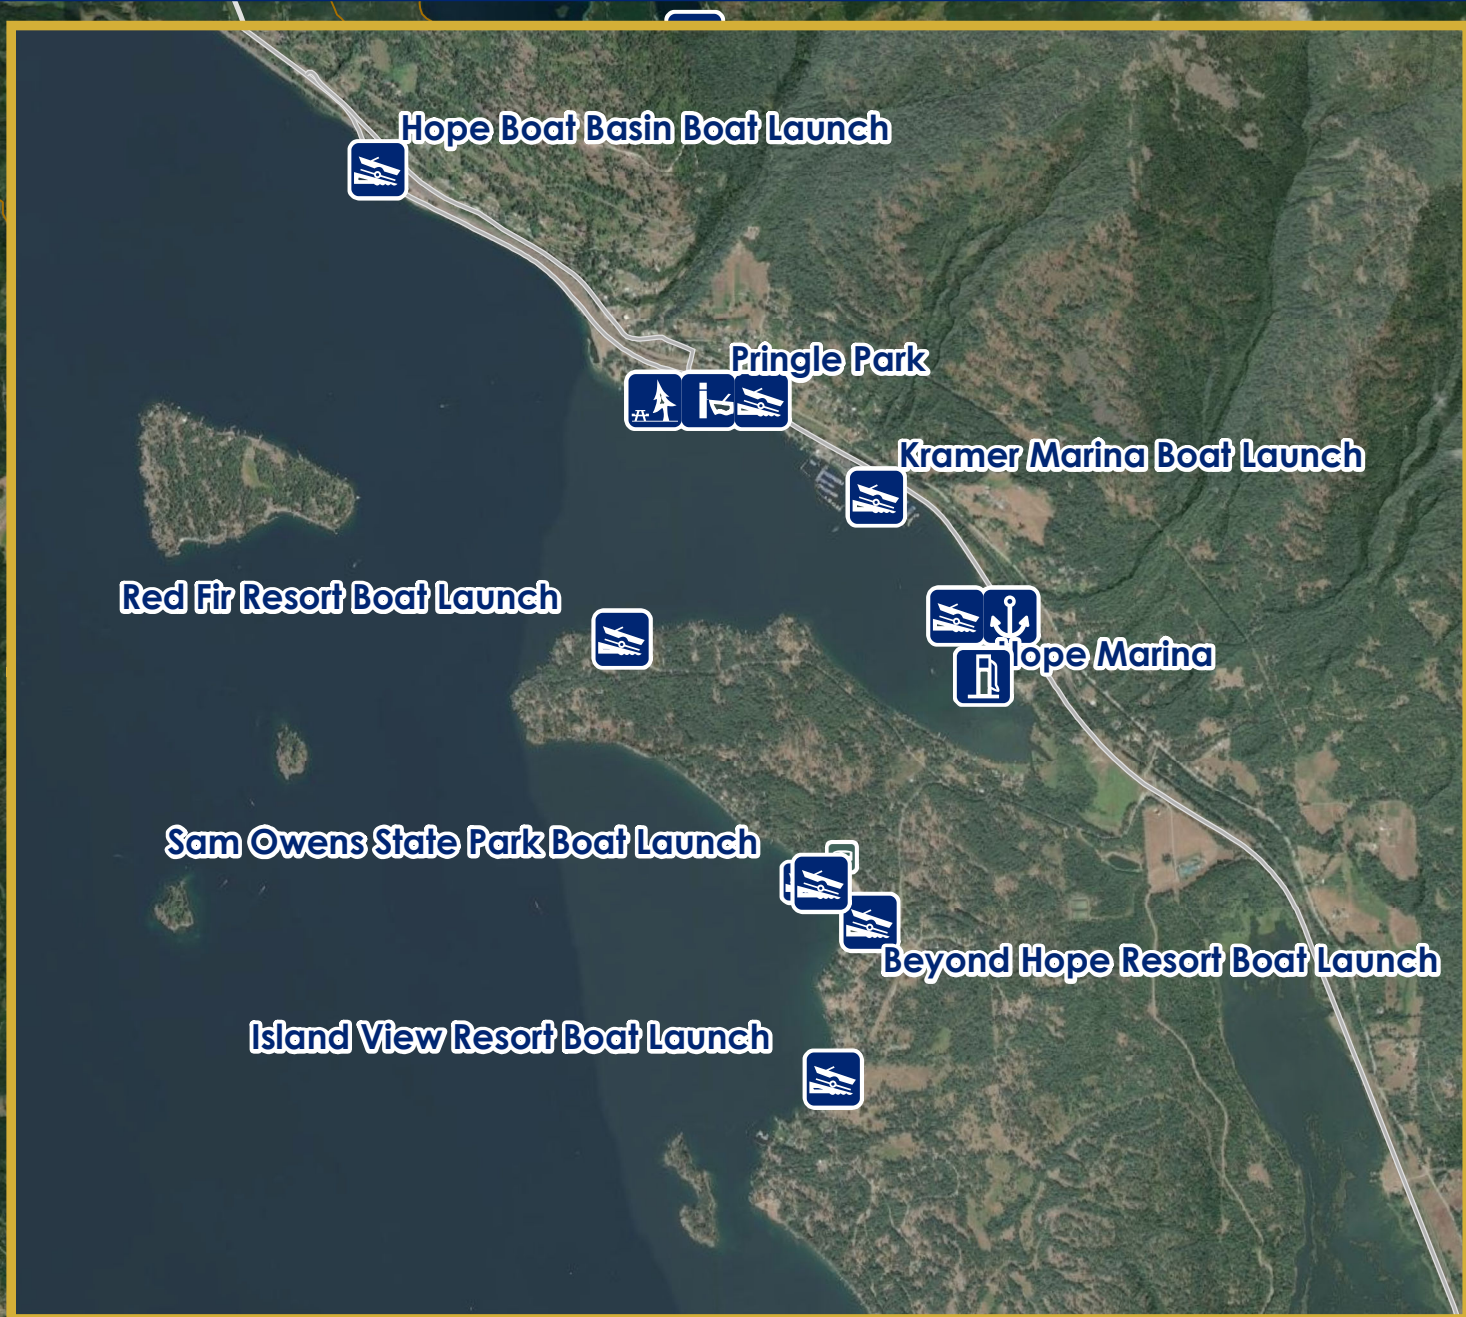 Hope Boat Basin Boat Launch
Pringle Park
Kramer Marina Boat Launch
Red Fir Resort Boat Launch
Hope Marina
Sam Owens State Park Boat Launch
Beyond Hope Resort Boat Launch
Island View Resort Boat Launch